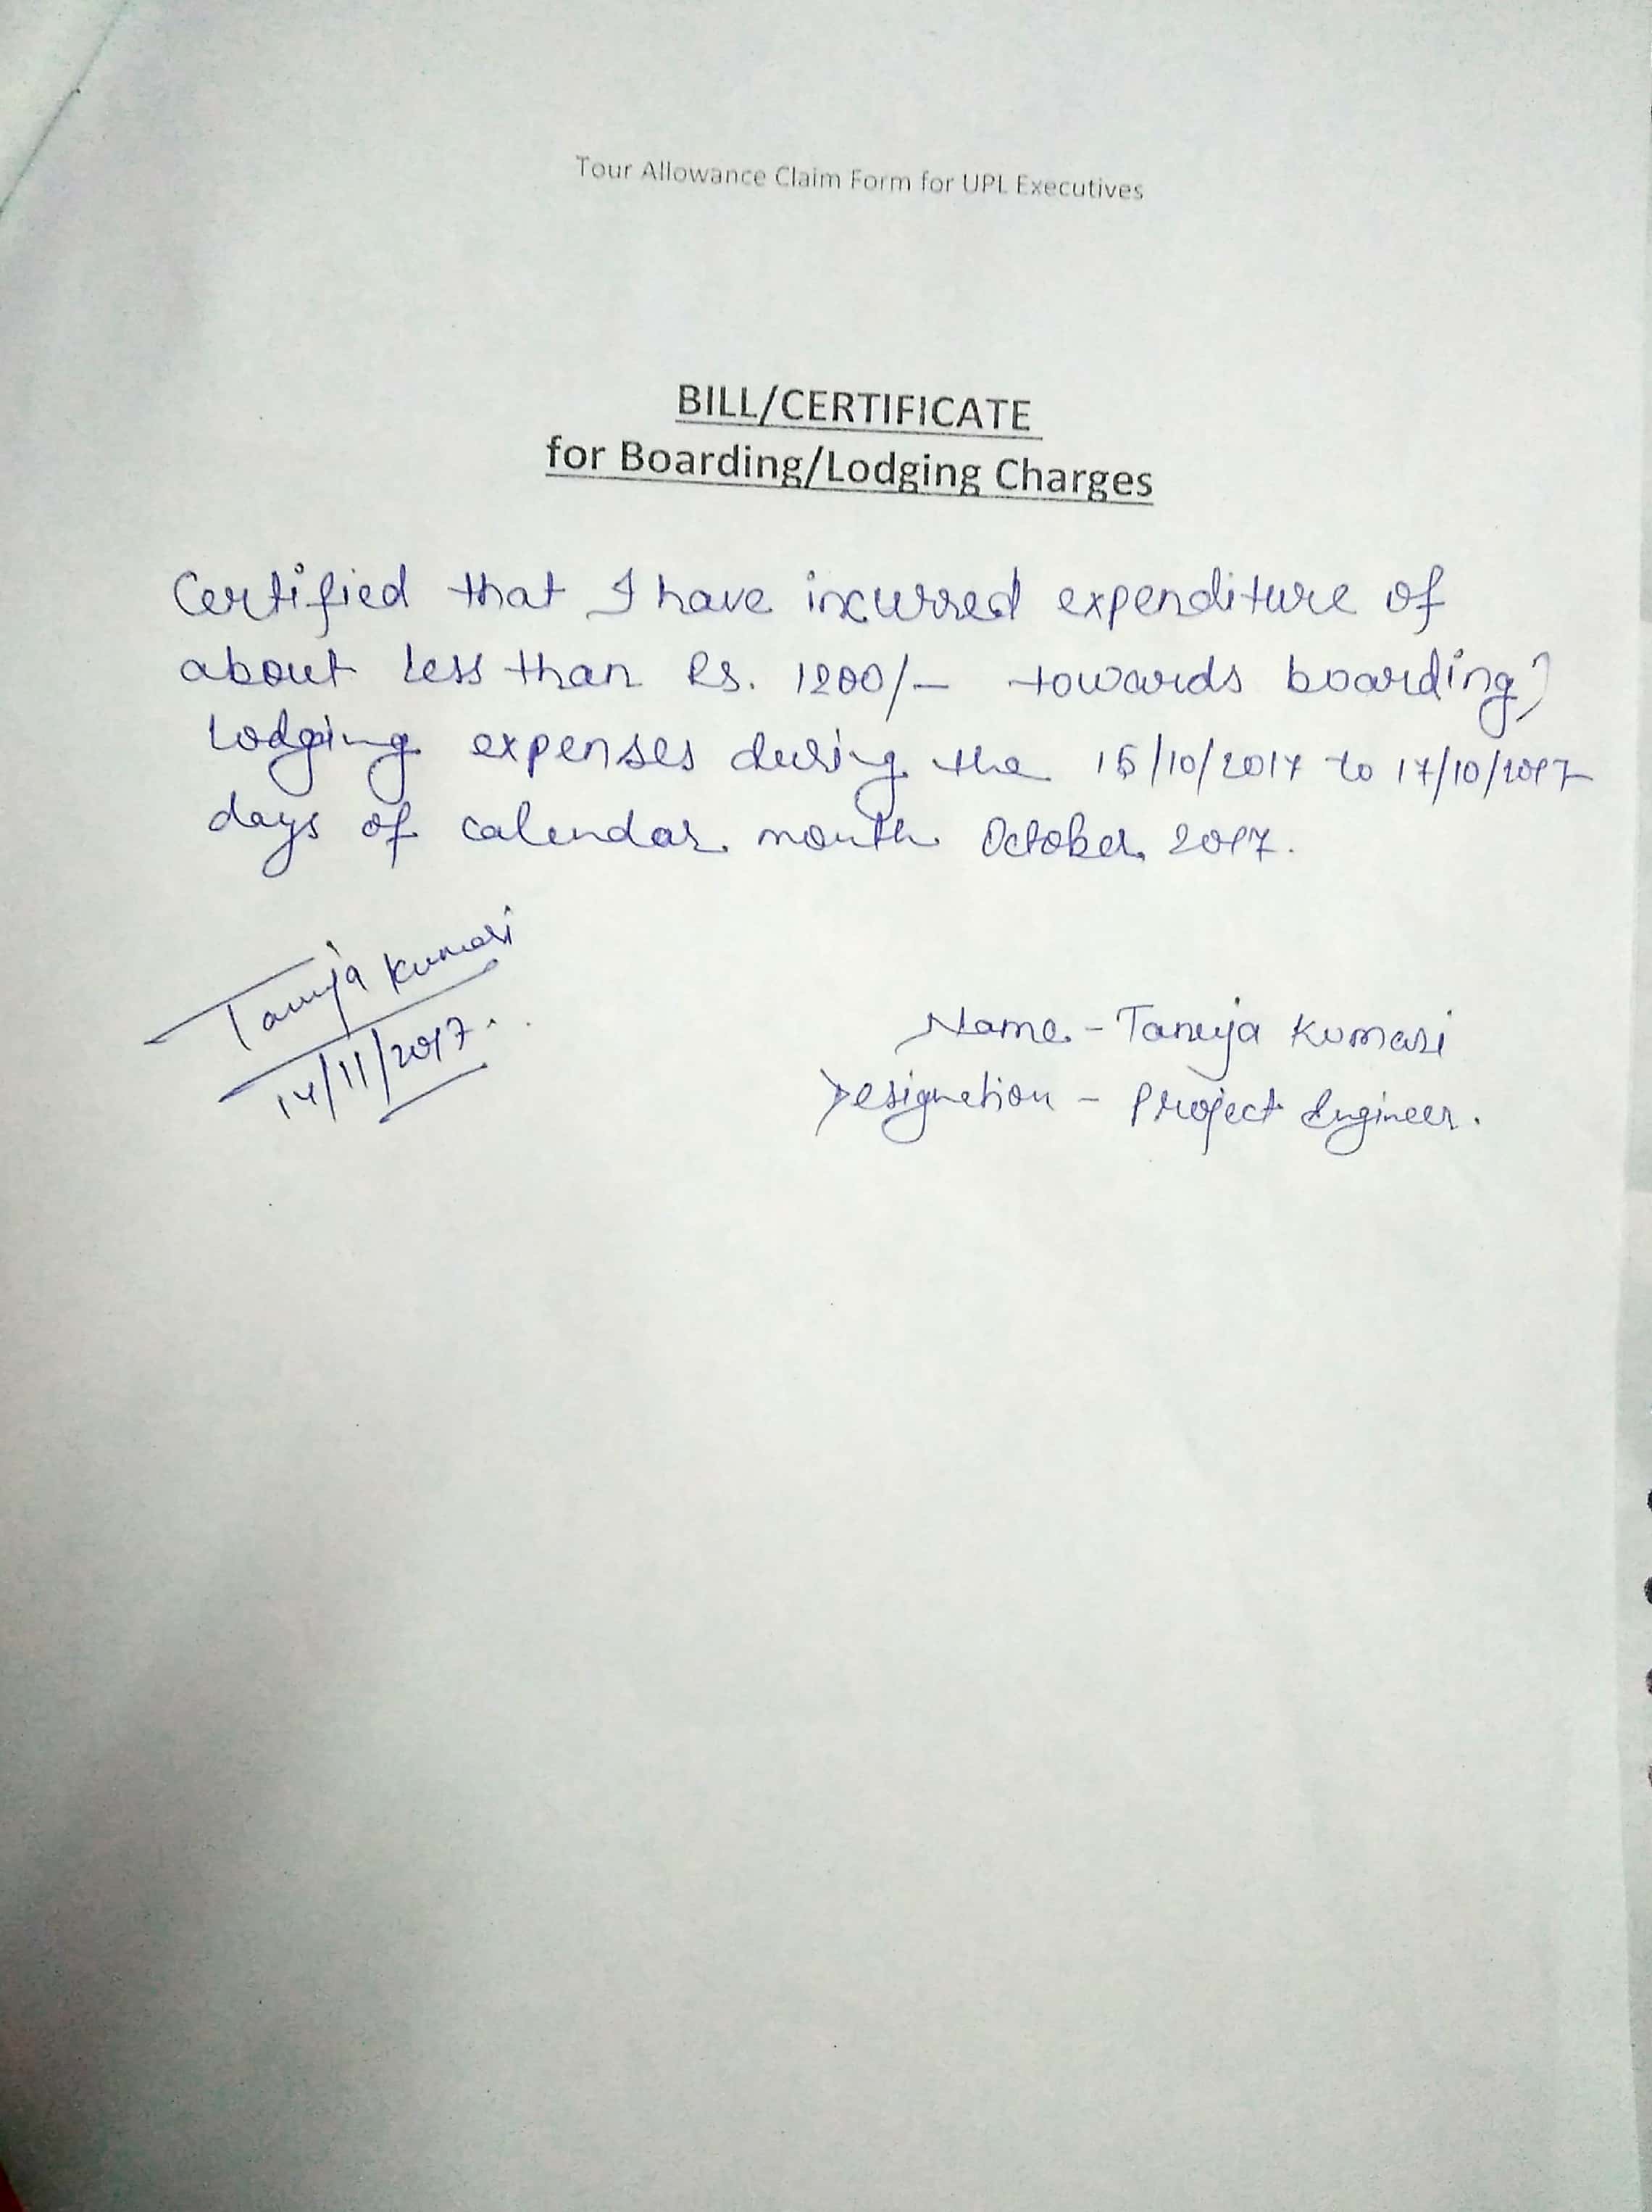 Tour Allowance Claim Form for UPL Executives
BILL/CERTIFICATE
for Boarding/Lodging Charges
Certified that I have incurred expenditure of
about less than Rs. 1200/- towards boarding/
Lodging expenses during the 15/10/2017 to 17/10/2017
days of calendar month October 2017.
Tanuja Kumari
14/11/2017.
Name - Tanuja Kumari
Designation - Project Engineer.